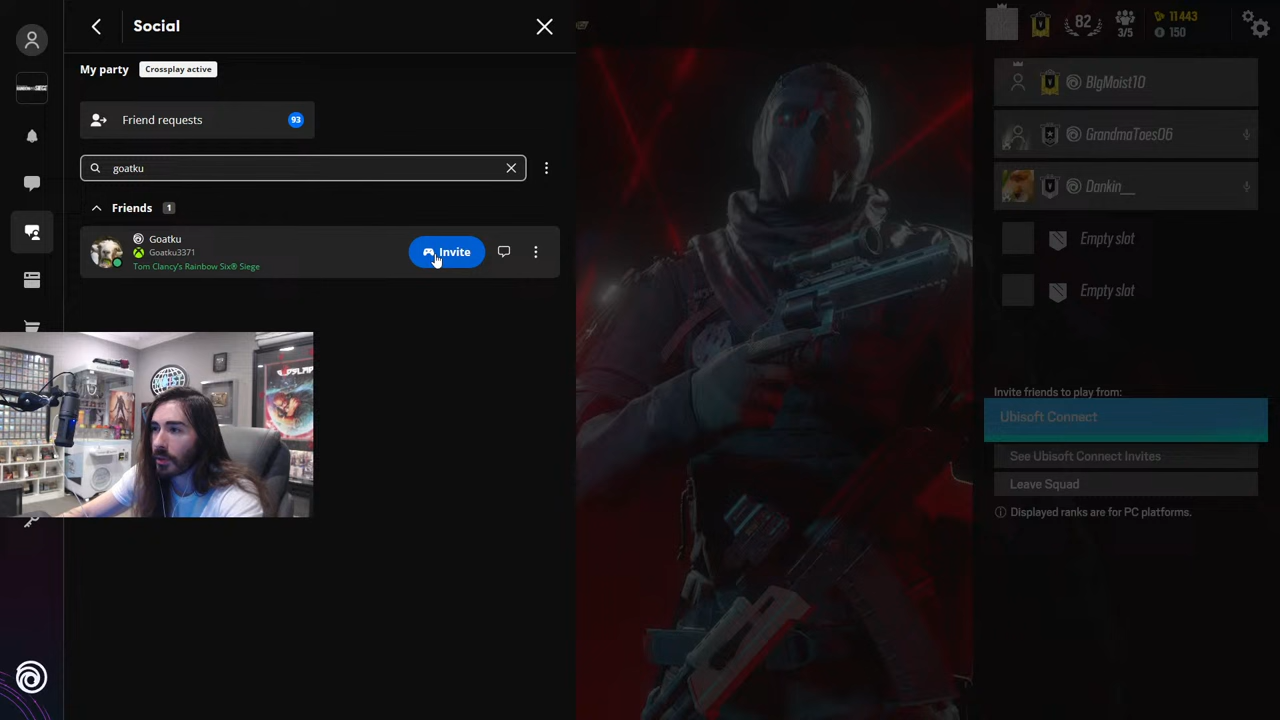 Social
My party
Crossplay active
Friend requests
93
goatku
Friends 1
Goatku
Goatku3371
Tom Clancy's Rainbow Six® Siege
Invite
82
3/5
11 443
150
BIgMoist10
GrandmaToes06
Dankin__
Empty slot
Empty slot
Invite friends to play from:
Ubisoft Connect
See Ubisoft Connect Invites
Leave Squad
Displayed ranks are for PC platforms.